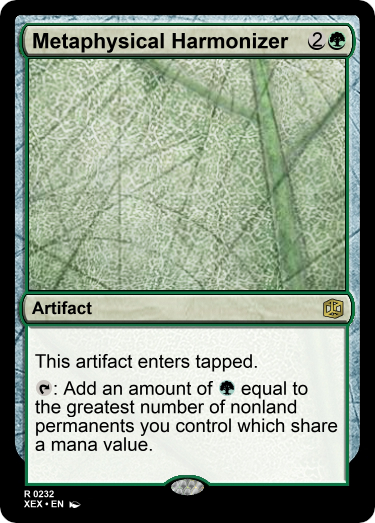 Metaphysical Harmonizer 2
Artifact
This artifact enters tapped.
: Add an amount of equal to
the greatest number of nonland
permanents you control which share
a mana value.
R 0232
XEX • EN